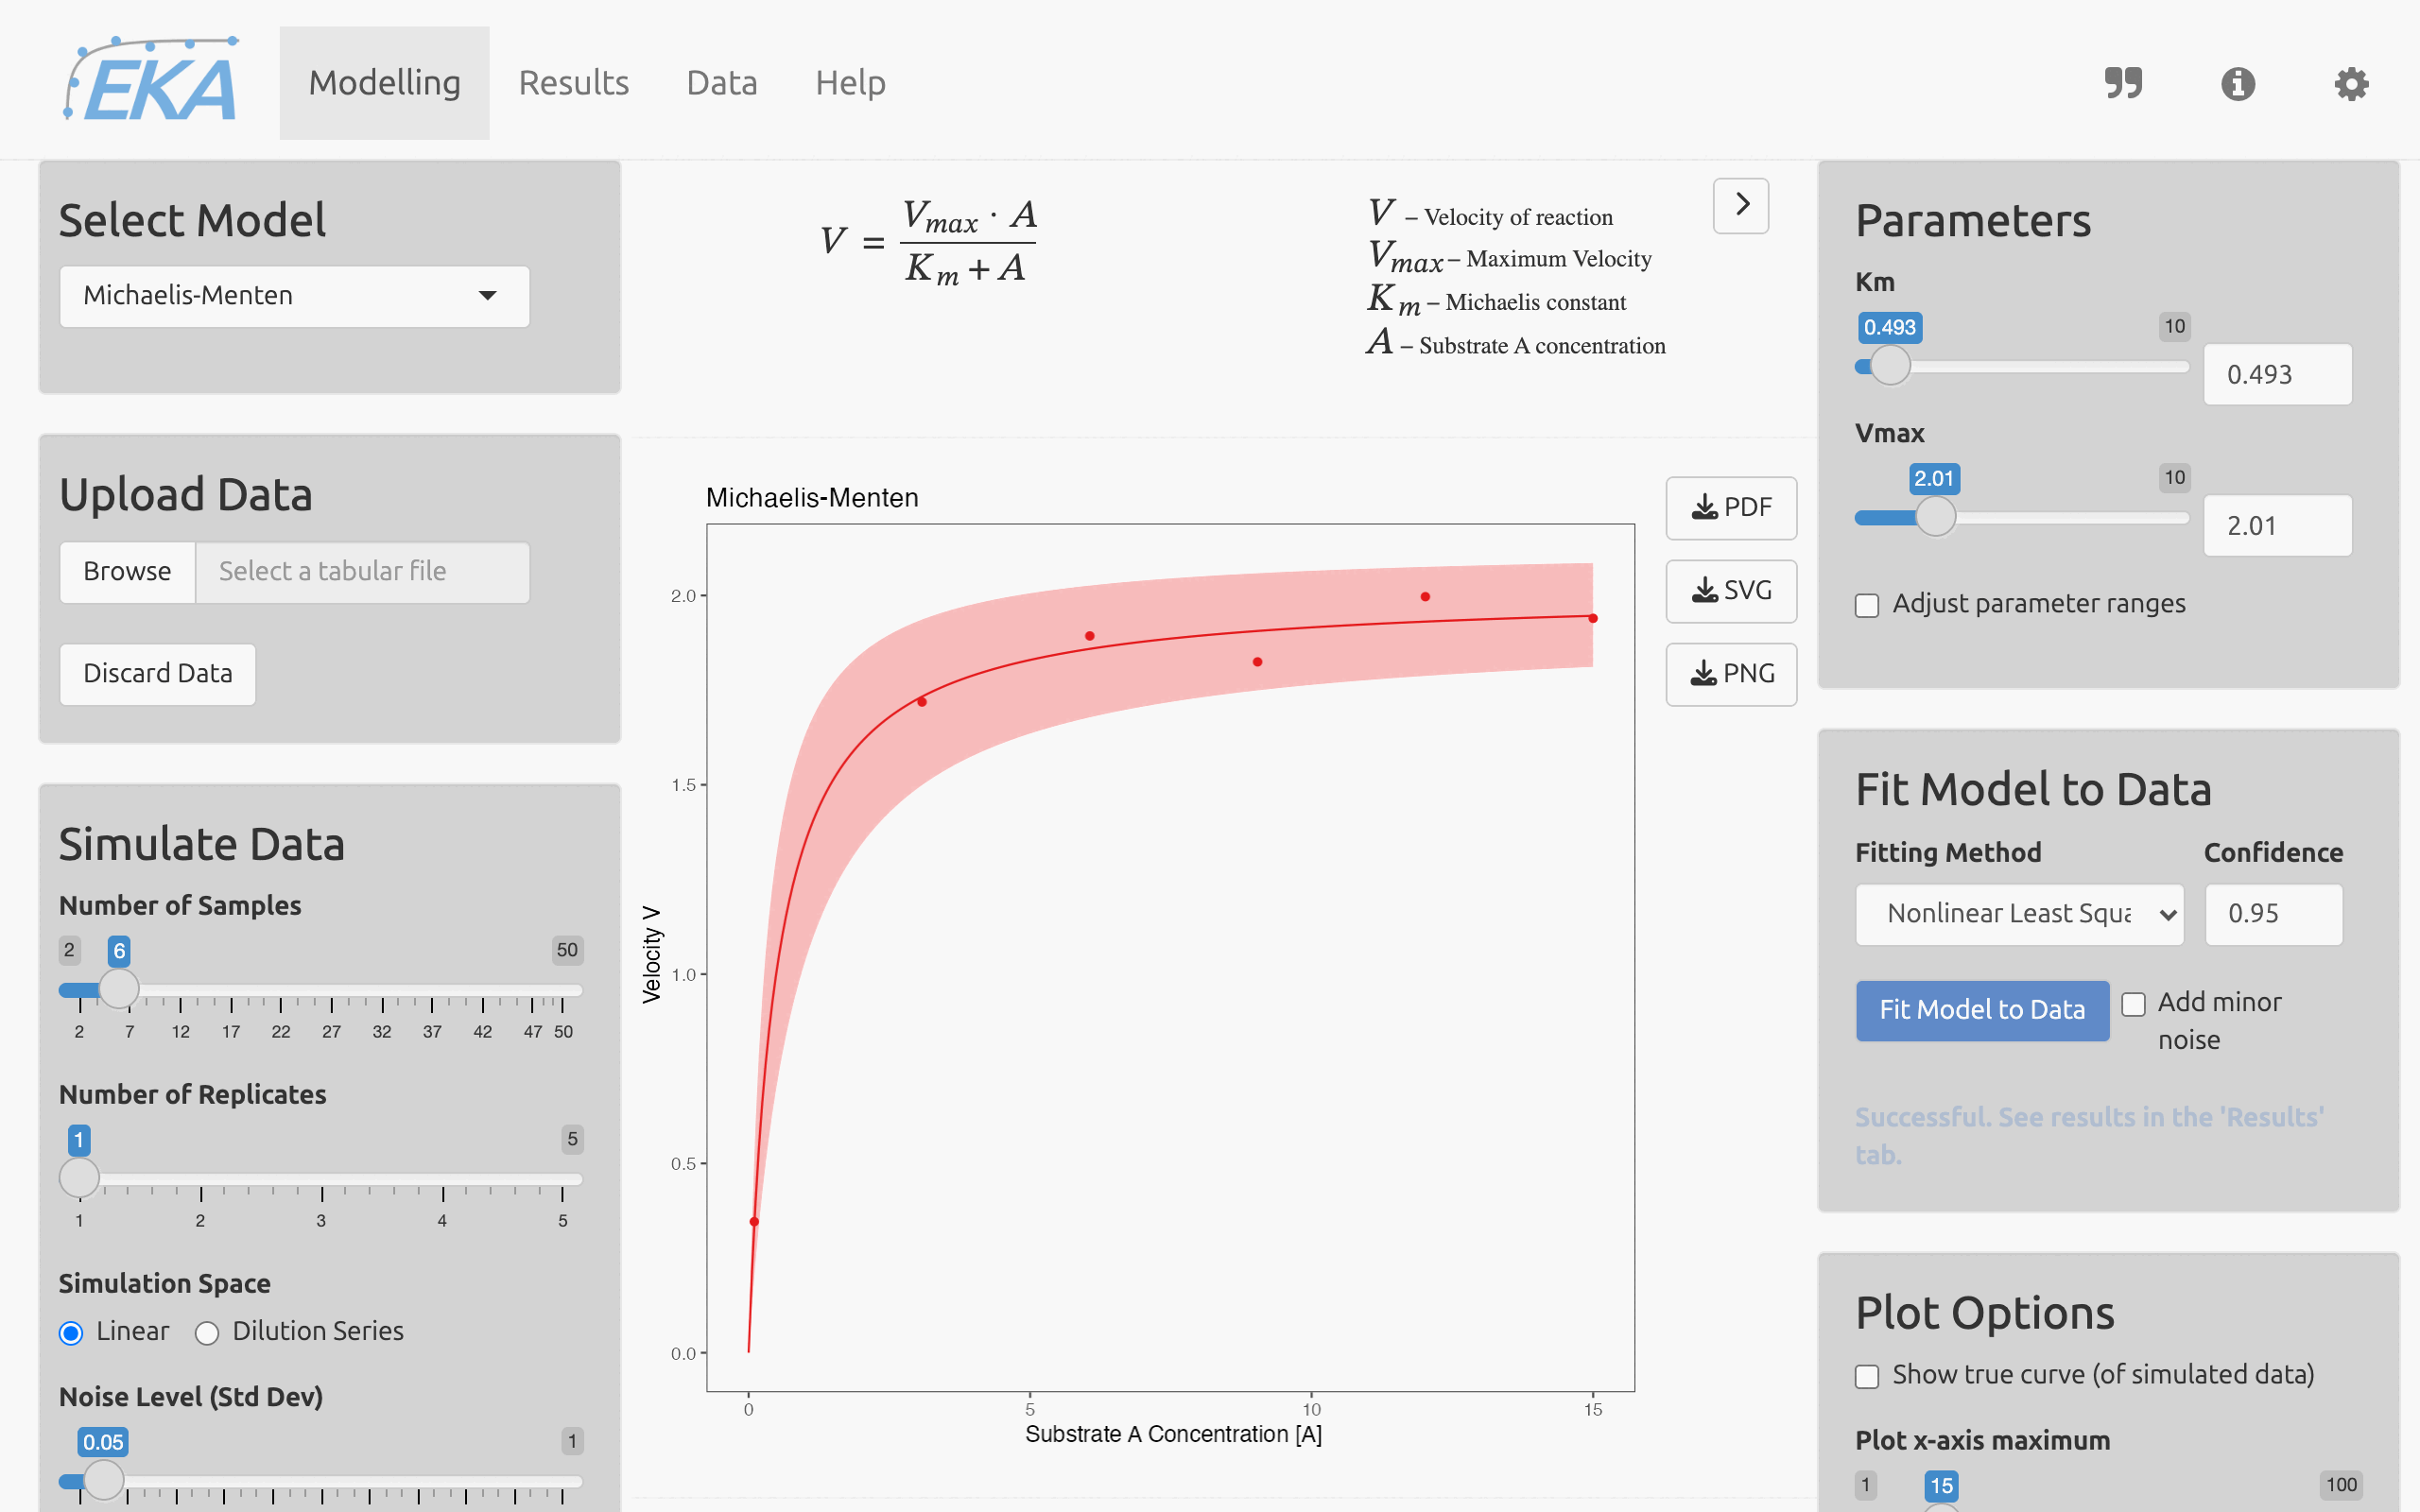 EKA
Modelling
Results
Data
Help
Select Model
Michaelis-Menten
Upload Data
Browse
Select a tabular file
Discard Data
Simulate Data
Number of Samples
2 6 50
2 7 12 17 22 27 32 37 42 47 50
Number of Replicates
1 5
1 2 3 4 5
Simulation Space
Linear
Dilution Series
Noise Level (Std Dev)
0.05 1
V = Vmax · A / Km + A
V – Velocity of reaction
Vmax – Maximum Velocity
Km – Michaelis constant
A – Substrate A concentration
Michaelis-Menten
PDF
SVG
PNG
Velocity V
2.0
1.5
1.0
0.5
0.0
0 5 10 15
Substrate A Concentration [A]
Parameters
Km
0.493 10
0.493
Vmax
2.01 10
2.01
Adjust parameter ranges
Fit Model to Data
Fitting Method
Confidence
Nonlinear Least Squa
0.95
Fit Model to Data
Add minor
noise
Successful. See results in the 'Results'
tab.
Plot Options
Show true curve (of simulated data)
Plot x-axis maximum
1 15 100